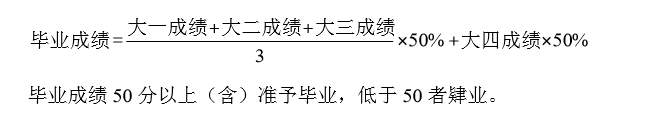 毕业成绩=(大一成绩+大二成绩+大三成绩)/3×50%+大四成绩×50%
毕业成绩 50 分以上（含）准予毕业，低于 50 者肄业。